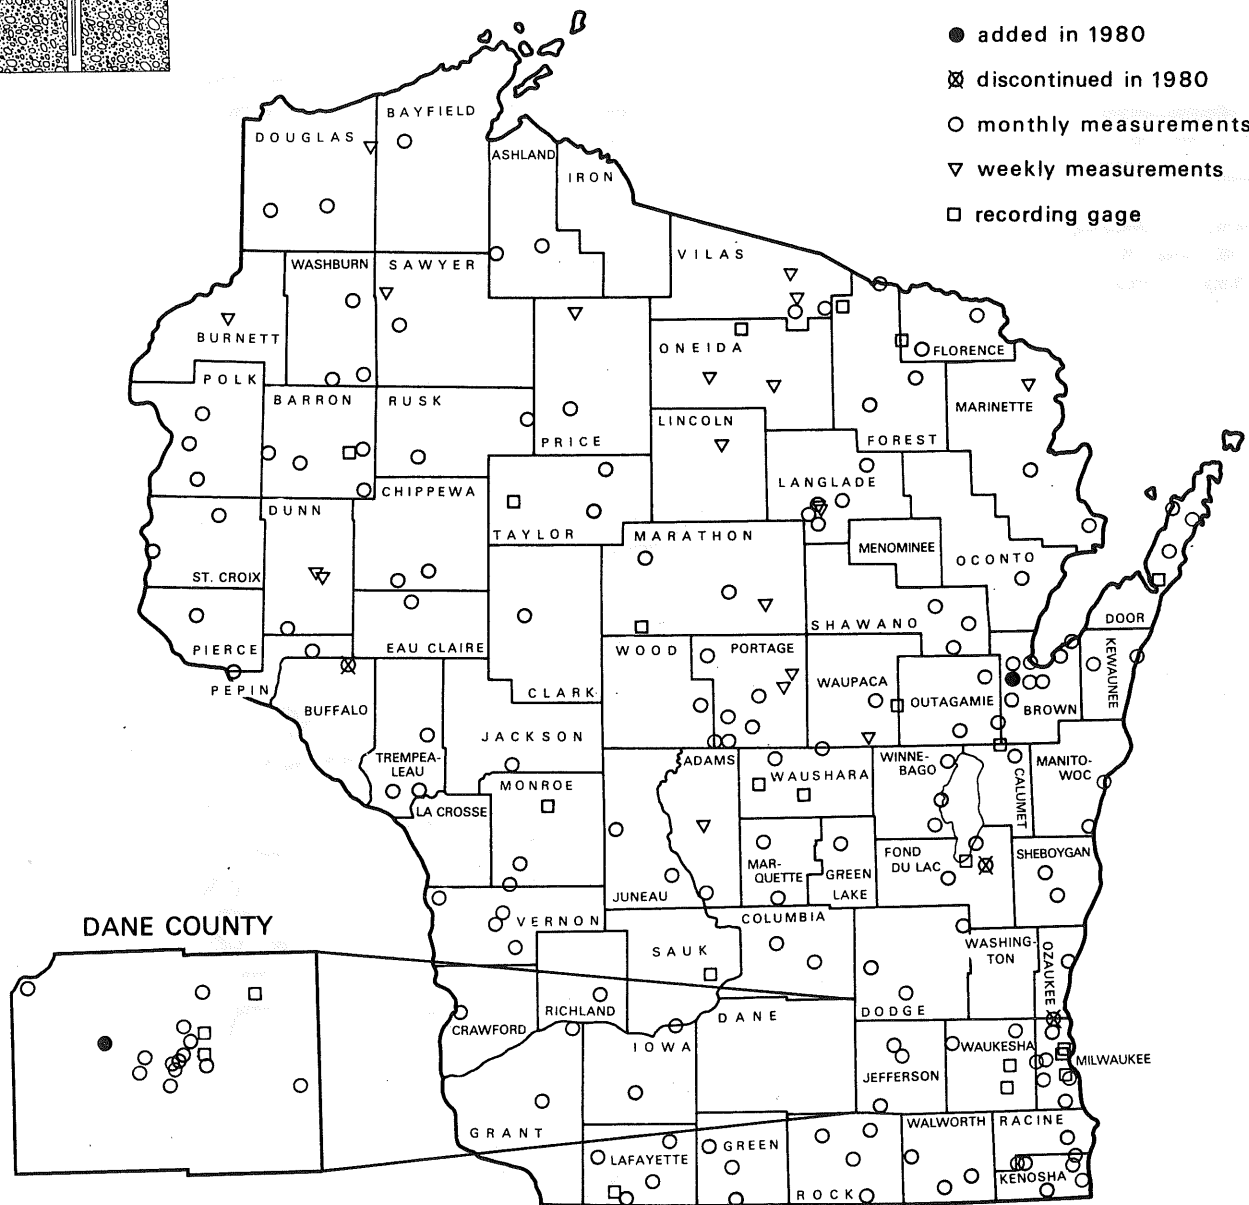 added in 1980
discontinued in 1980
monthly measurements
weekly measurements
recording gage
BAYFIELD
DOUGLAS
ASHLAND
IRON
VILAS
WASHBURN
SAWYER
BURNETT
ONEIDA
FLORENCE
POLK
BARRON
RUSK
LINCOLN
MARINETTE
PRICE
FOREST
CHIPPEWA
LANGLADE
DUNN
TAYLOR
MARATHON
MENOMINEE
OCONTO
ST. CROIX
SHAWANO
DOOR
PIERCE
EAU CLAIRE
WOOD
PORTAGE
KEWAUNEE
PEPIN
CLARK
WAUPACA
OUTAGAMIE
BROWN
BUFFALO
JACKSON
TREMPEA-
LEAU
ADAMS
WAUSHARA
WINNE-
BAGO
CALUMET
MANITO-
WOC
MONROE
LA CROSSE
MAR-
QUETTE
GREEN
LAKE
FOND
DU LAC
SHEBOYGAN
JUNEAU
VERNON
COLUMBIA
DANE COUNTY
SAUK
WASHING-
TON
OZAUKEE
RICHLAND
CRAWFORD
DANE
DODGE
IOWA
WAUKESHA
MILWAUKEE
JEFFERSON
GRANT
WALWORTH
RACINE
LAFAYETTE
GREEN
ROCK
KENOSHA